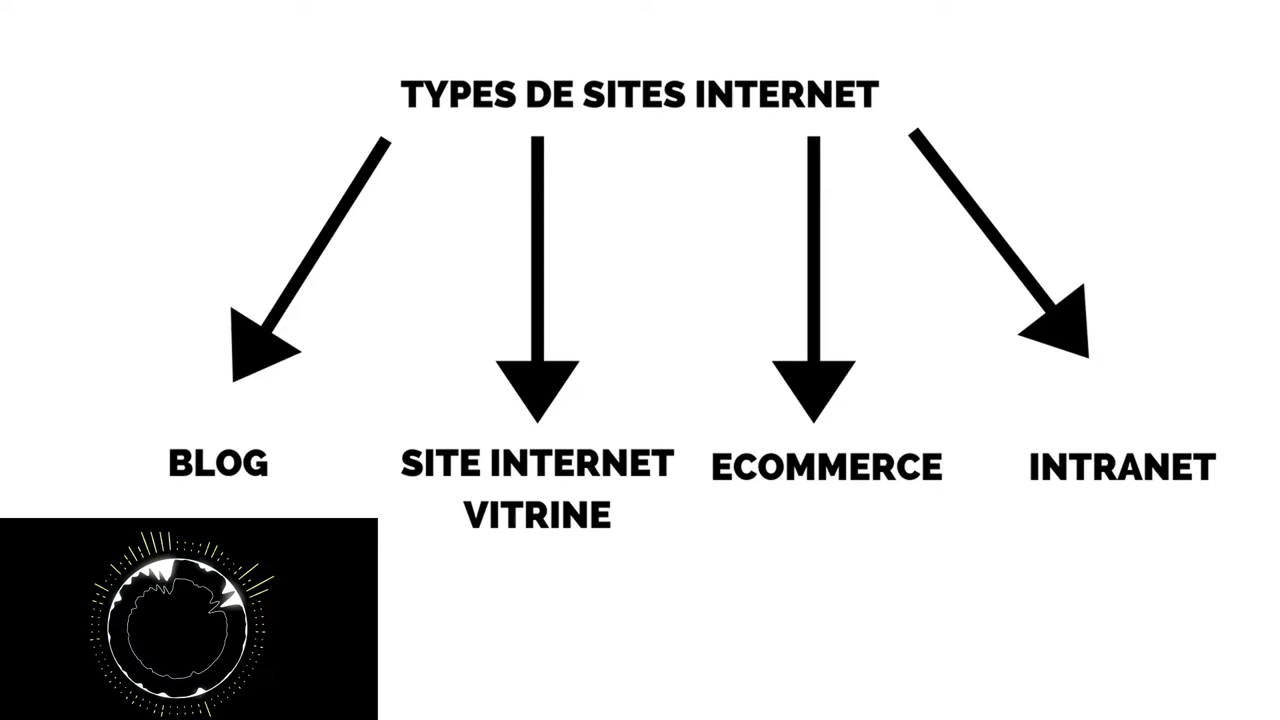 TYPES DE SITES INTERNET
BLOG
SITE INTERNET
VITRINE
ECOMMERCE
INTRANET